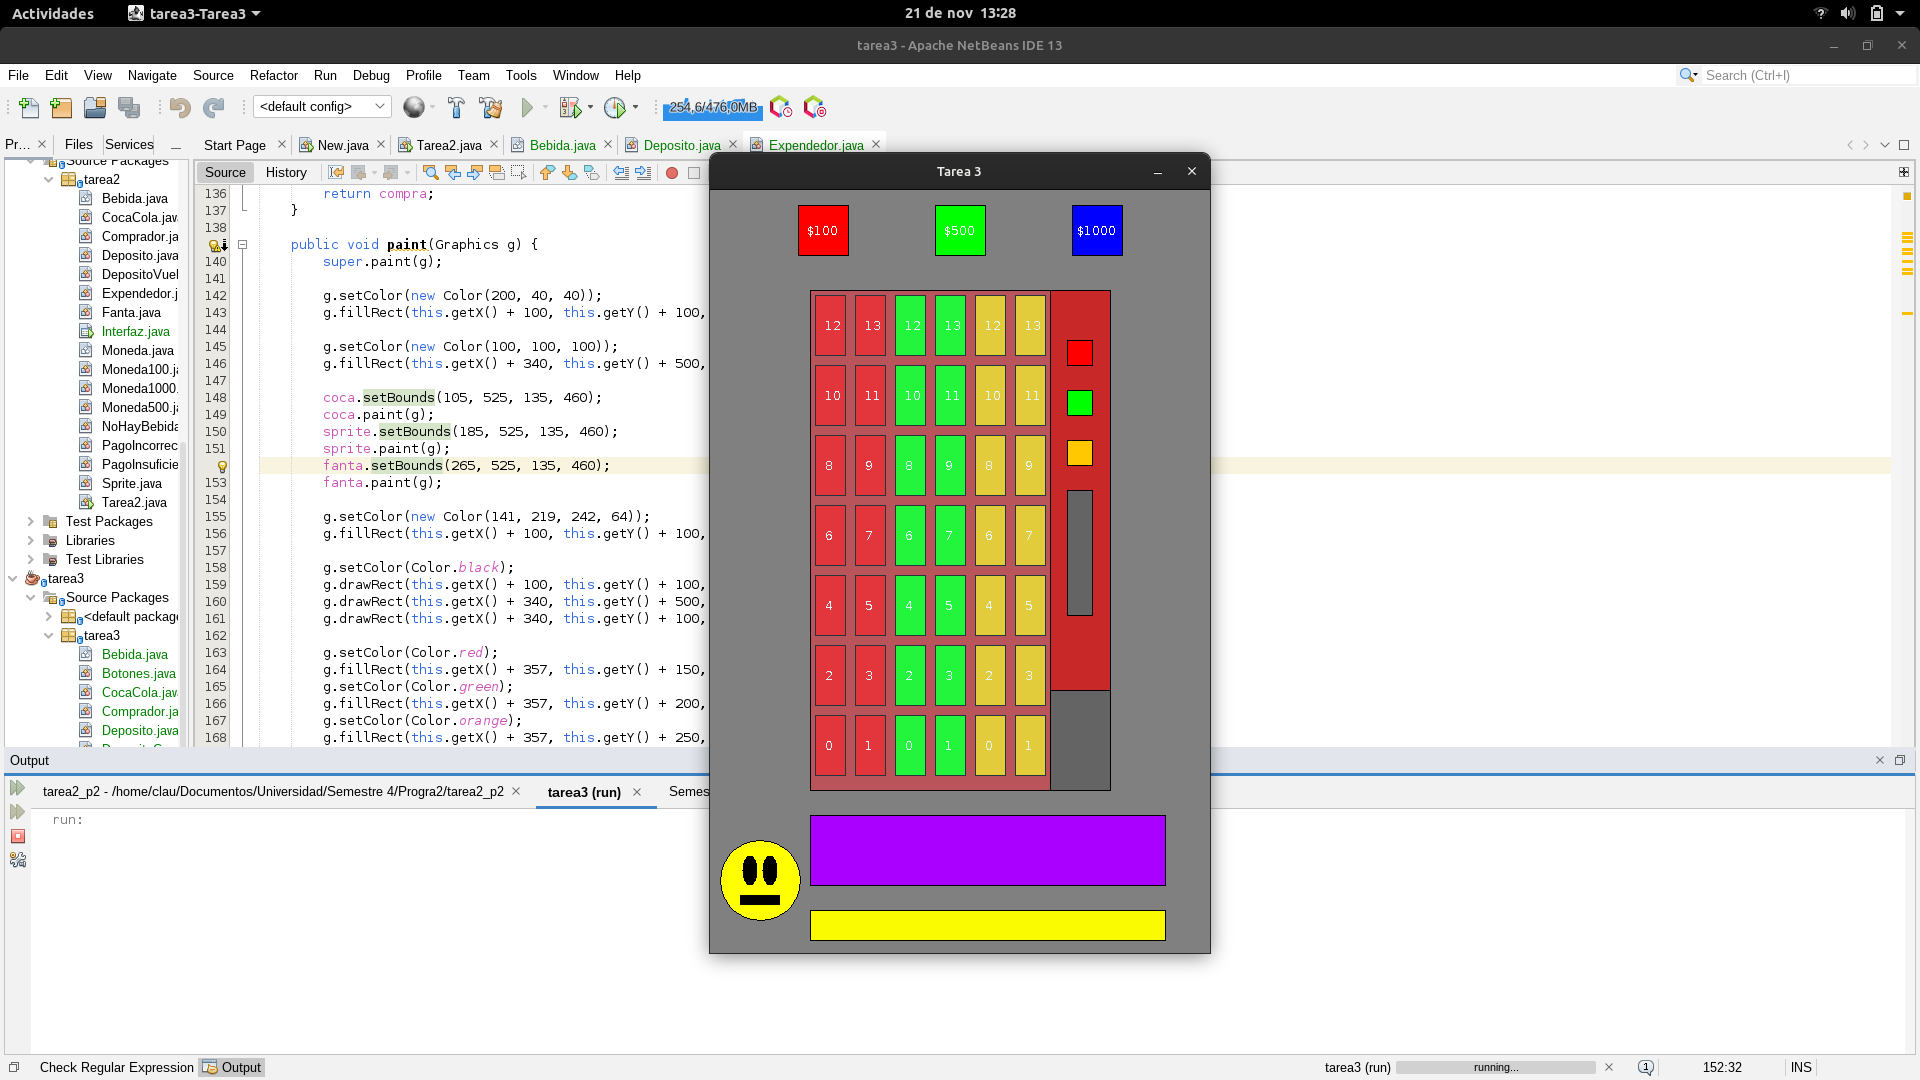 Actividades
tarea3-Tarea3
21 de nov 13:28
tarea3 - Apache NetBeans IDE 13
File Edit View Navigate Source Refactor Run Debug Profile Team Tools Window Help
Search (Ctrl+I)
<default config>
254,6/476,0MB
Pr... Files Services
Start Page New.java Tarea2.java Bebida.java Deposito.java Expendedor.java
Source Packages
tarea2
Bebida.java
CocaCola.jav
Comprador.ja
Deposito.java
DepositoVuel
Expendedor.j
Fanta.java
Interfaz.java
Moneda.java
Moneda100.ja
Moneda1000.
Moneda500.ja
NoHayBebida
PagoIncorrec
PagoInsuficie
Sprite.java
Tarea2.java
Test Packages
Libraries
Test Libraries
tarea3
Source Packages
<default package
tarea3
Bebida.java
Botones.java
CocaCola.jav
Comprador.ja
Deposito.java
Source History
136 return compra;
137 }
138
public void paint(Graphics g) {
140 super.paint(g);
141
142 g.setColor(new Color(200, 40, 40));
143 g.fillRect(this.getX() + 100, this.getY() + 100,
144
145 g.setColor(new Color(100, 100, 100));
146 g.fillRect(this.getX() + 340, this.getY() + 500,
147
148 coca.setBounds(105, 525, 135, 460);
149 coca.paint(g);
150 sprite.setBounds(185, 525, 135, 460);
151 sprite.paint(g);
fanta.setBounds(265, 525, 135, 460);
153 fanta.paint(g);
154
155 g.setColor(new Color(141, 219, 242, 64));
156 g.fillRect(this.getX() + 100, this.getY() + 100,
157
158 g.setColor(Color.black);
159 g.drawRect(this.getX() + 100, this.getY() + 100,
160 g.drawRect(this.getX() + 340, this.getY() + 500,
161 g.drawRect(this.getX() + 340, this.getY() + 100,
162
163 g.setColor(Color.red);
164 g.fillRect(this.getX() + 357, this.getY() + 150,
165 g.setColor(Color.green);
166 g.fillRect(this.getX() + 357, this.getY() + 200,
167 g.setColor(Color.orange);
168 g.fillRect(this.getX() + 357, this.getY() + 250,
Tarea 3
$100 $500 $1000
12 13 12 13 12 13
10 11 10 11 10 11
8 9 8 9 8 9
6 7 6 7 6 7
4 5 4 5 4 5
2 3 2 3 2 3
0 1 0 1 0 1
Output
tarea2_p2 - /home/clau/Documentos/Universidad/Semestre 4/Progra2/tarea2_p2 tarea3 (run) Semes
run:
Check Regular Expression Output
tarea3 (run) running... 1 152:32 INS